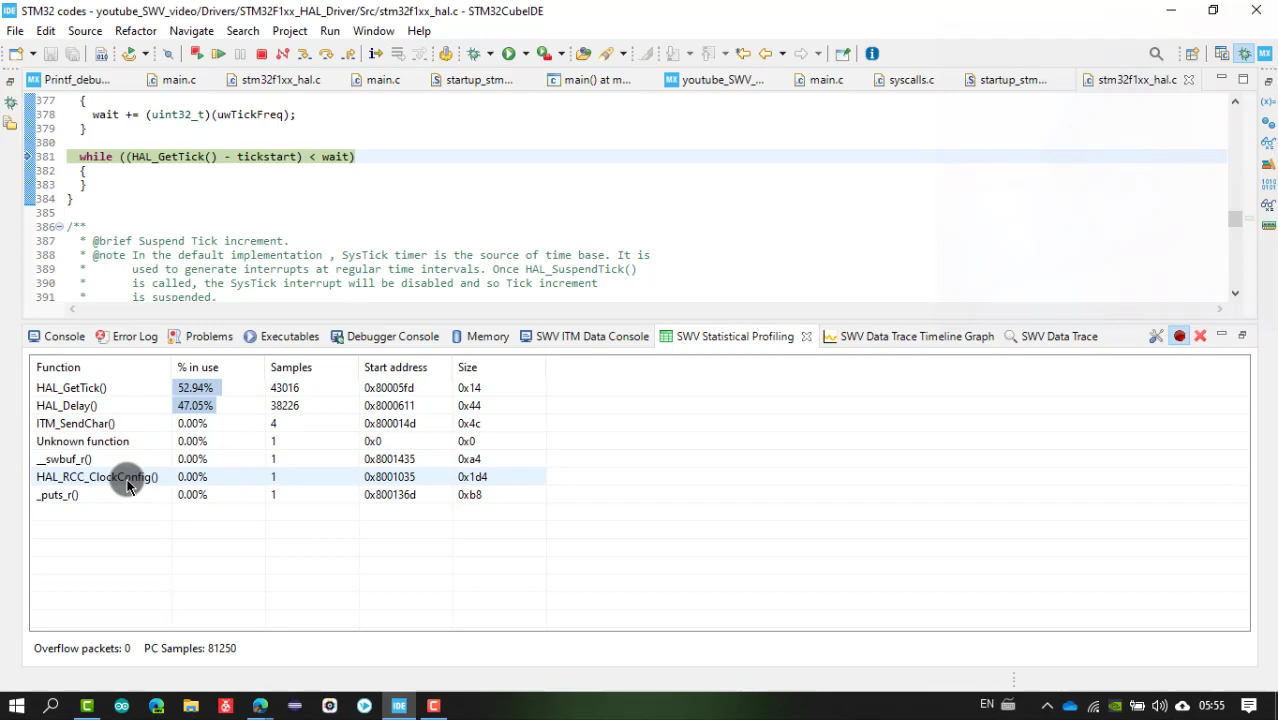 IDE STM32 codes - youtube_SWV_video/Drivers/STM32F1xx_HAL_Driver/Src/stm32f1xx_hal.c - STM32CubeIDE
File Edit Source Refactor Navigate Search Project Run Window Help
MX Printf_debu... main.c stm32f1xx_hal.c main.c startup_stm... main() at m... MX youtube_SWV_... main.c syscalls.c startup_stm... stm32f1xx_hal.c
377 {
378 wait += (uint32_t)(uwTickFreq);
379 }
380
381 while ((HAL_GetTick() - tickstart) < wait)
382 {
383 }
384 }
385
386 /**
387 * @brief Suspend Tick increment.
388 * @note In the default implementation , SysTick timer is the source of time base. It is
389 * used to generate interrupts at regular time intervals. Once HAL_SuspendTick()
390 * is called, the SysTick interrupt will be disabled and so Tick increment
391 * is suspended.
Console Error Log Problems Executables Debugger Console Memory SWV ITM Data Console SWV Statistical Profiling SWV Data Trace Timeline Graph SWV Data Trace
Function % in use Samples Start address Size
HAL_GetTick() 52.94% 43016 0x80005fd 0x14
HAL_Delay() 47.05% 38226 0x8000611 0x44
ITM_SendChar() 0.00% 4 0x800014d 0x4c
Unknown function 0.00% 1 0x0 0x0
__swbuf_r() 0.00% 1 0x8001435 0xa4
HAL_RCC_ClockConfig() 0.00% 1 0x8001035 0x1d4
_puts_r() 0.00% 1 0x800136d 0xb8
Overflow packets: 0 PC Samples: 81250
IDE EN 05:55